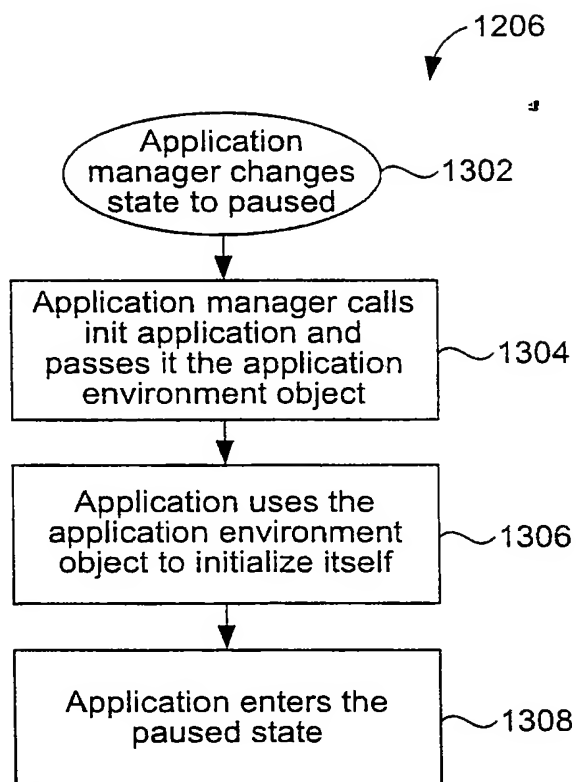 1206
Application
manager changes
state to paused
1302
Application manager calls
init application and
passes it the application
environment object
1304
Application uses the
application environment
object to initialize itself
1306
Application enters the
paused state
1308